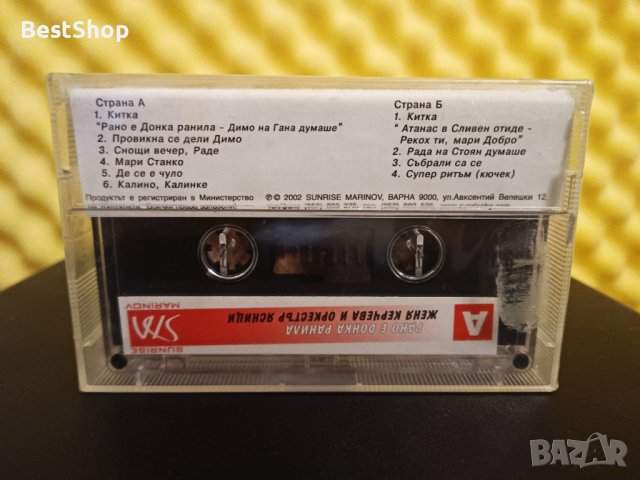 BestShop
Страна А
1. Китка
"Рано е Донка ранила - Димо на Гана думаше"
2. Провикна се дели Димо
3. Снощи вечер, Раде
4. Мари Станко
5. Де се е чуло
6. Калино, Калинке
Страна Б
1. Китка
" Атанас в Сливен отиде -
Рекох ти, мари Добро"
2. Рада на Стоян думаше
3. Събрали са се
4. Супер ритъм (кючек)
Продуктът е регистриран в Министерство
℗© 2002 SUNRISE MARINOV, ВАРНА 9000, ул.Авксентий Велешки 12
A
РАНО Е ДОНКА РАНИЛА
ЖЕНЯ КЕРЧЕВА И ОРКЕСТЪР ЯСНИЦИ
SUNRISE
MARINOV
BAZAR